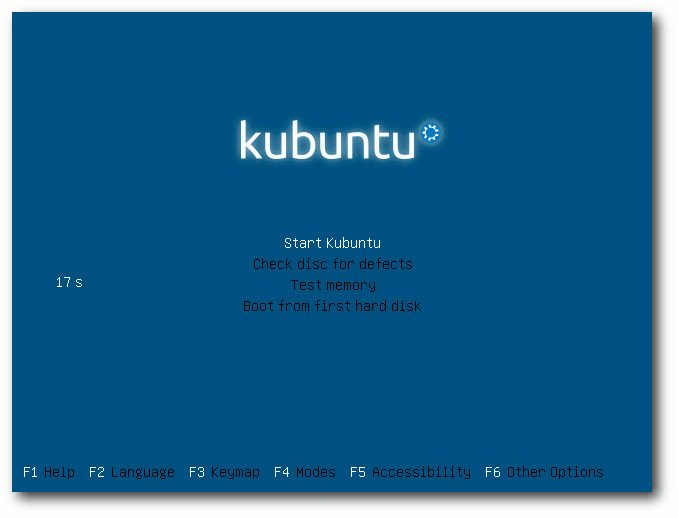 kubuntu
Start Kubuntu
Check disc for defects
17 s
Test memory
Boot from first hard disk
F1 Help F2 Language F3 Keymap F4 Modes F5 Accessibility F6 Other Options